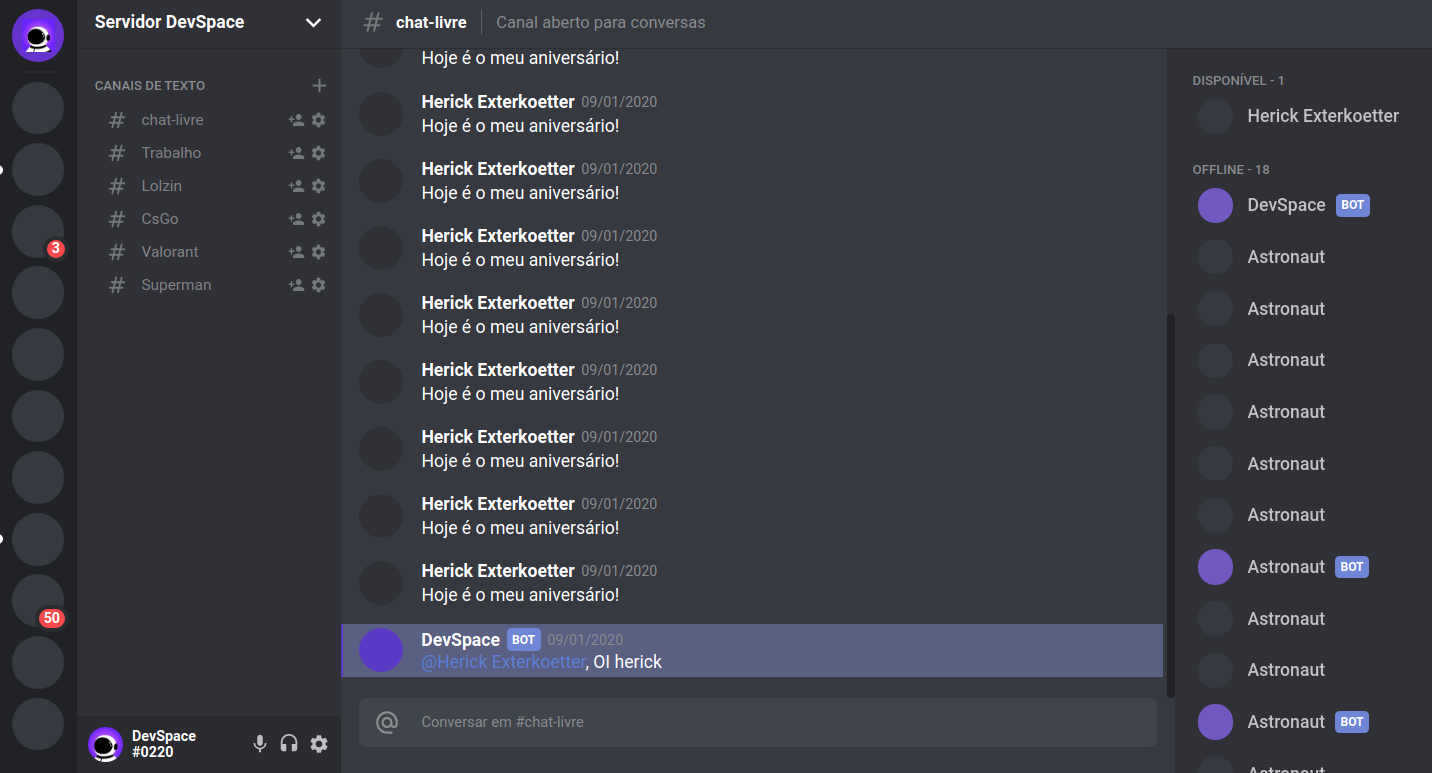 Servidor DevSpace
CANAIS DE TEXTO
chat-livre
Trabalho
Lolzin
CsGo
Valorant
Superman
3
50
DevSpace
#0220
chat-livre Canal aberto para conversas
Hoje é o meu aniversário!
Herick Exterkoetter 09/01/2020
Hoje é o meu aniversário!
Herick Exterkoetter 09/01/2020
Hoje é o meu aniversário!
Herick Exterkoetter 09/01/2020
Hoje é o meu aniversário!
Herick Exterkoetter 09/01/2020
Hoje é o meu aniversário!
Herick Exterkoetter 09/01/2020
Hoje é o meu aniversário!
Herick Exterkoetter 09/01/2020
Hoje é o meu aniversário!
Herick Exterkoetter 09/01/2020
Hoje é o meu aniversário!
Herick Exterkoetter 09/01/2020
Hoje é o meu aniversário!
DevSpace BOT 09/01/2020
@Herick Exterkoetter, OI herick
Conversar em #chat-livre
DISPONÍVEL - 1
Herick Exterkoetter
OFFLINE - 18
DevSpace BOT
Astronaut
Astronaut
Astronaut
Astronaut
Astronaut
Astronaut
Astronaut BOT
Astronaut
Astronaut
Astronaut BOT
Astronaut